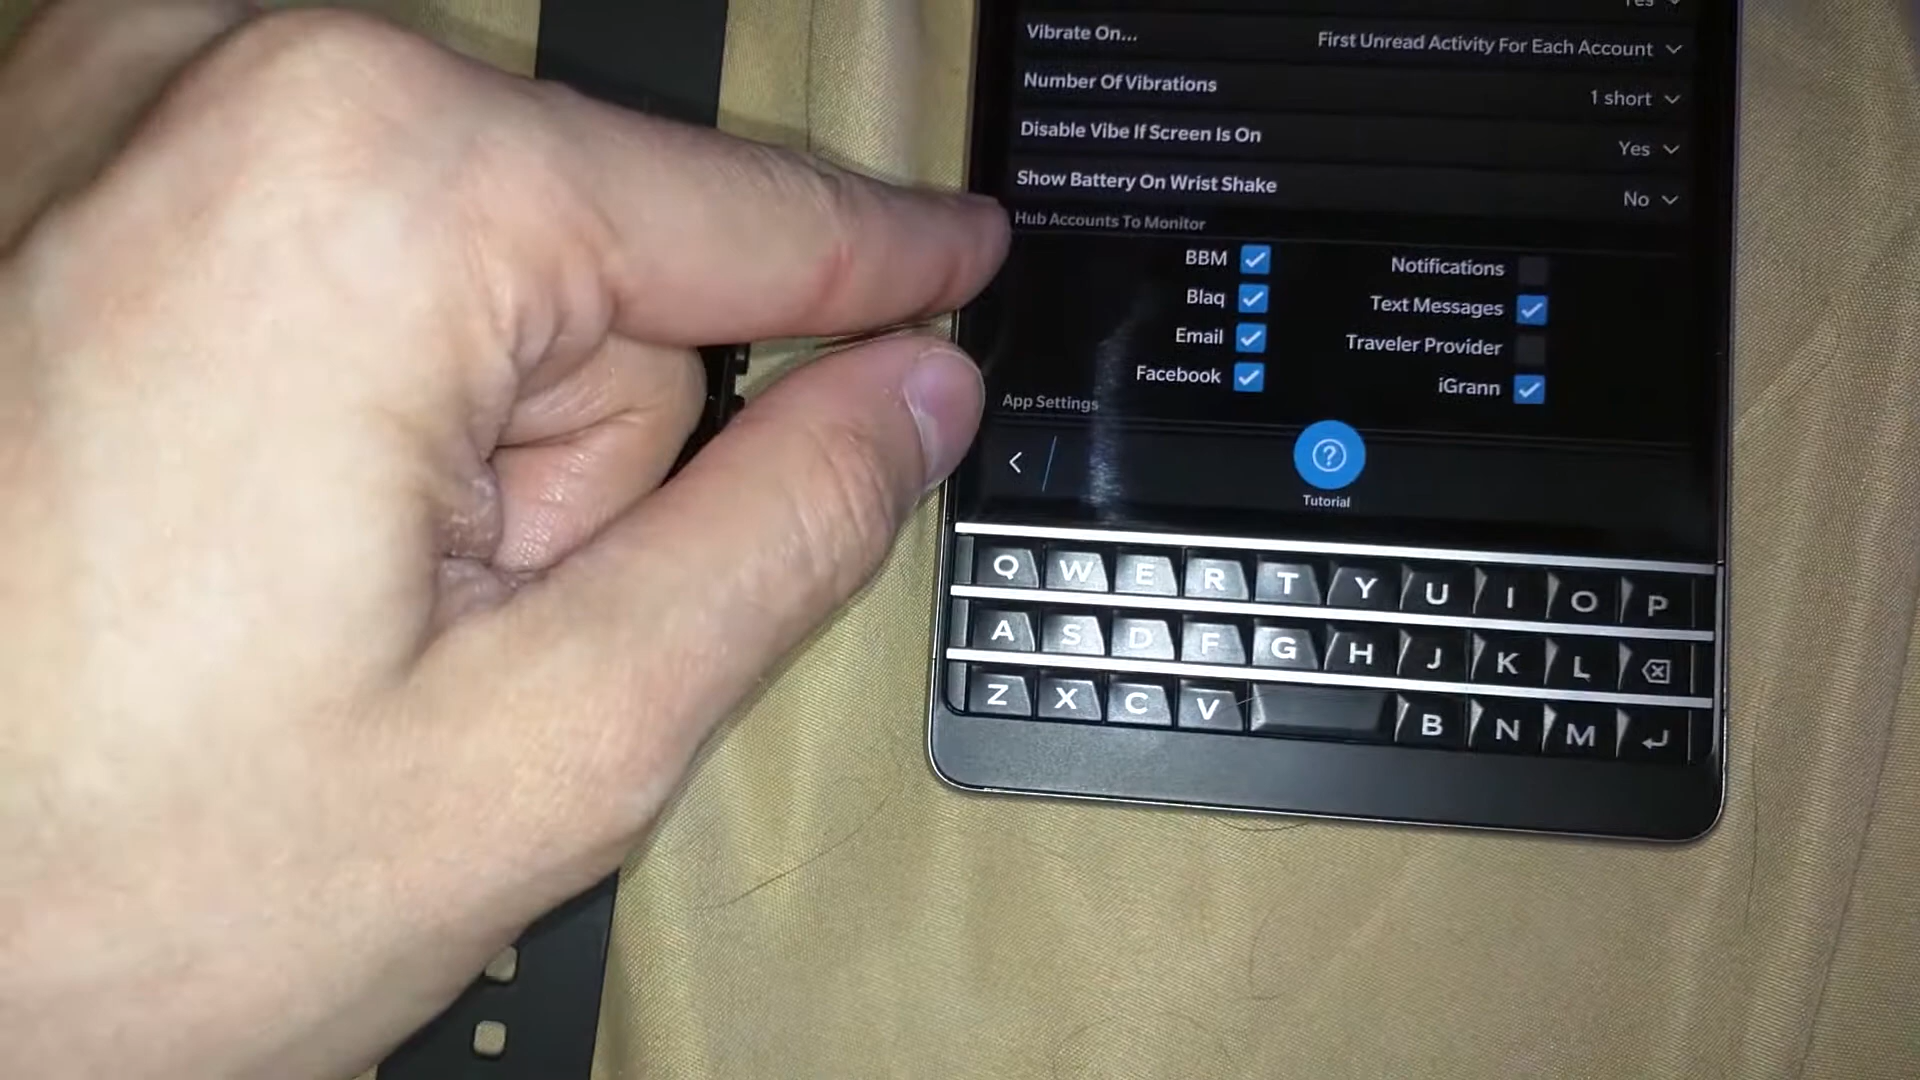 Yes
Vibrate On... First Unread Activity For Each Account
Number Of Vibrations 1 short
Disable Vibe If Screen Is On Yes
Show Battery On Wrist Shake No
Hub Accounts To Monitor
BBM Notifications
Blaq Text Messages
Email Traveler Provider
Facebook iGrann
App Settings
Tutorial
Q W E R T Y U I O P
A S D F G H J K L
Z X C V B N M